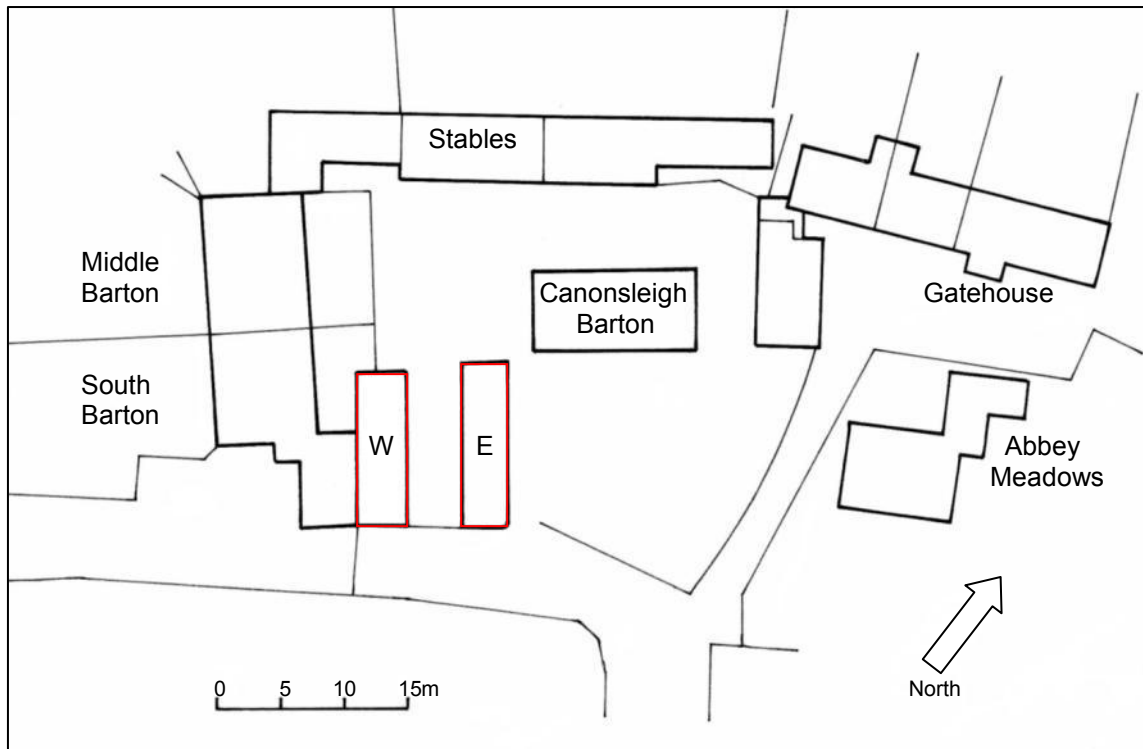 Stables
Middle
Barton
Canonsleigh
Barton
Gatehouse
South
Barton
W
E
Abbey
Meadows
0 5 10 15m
North